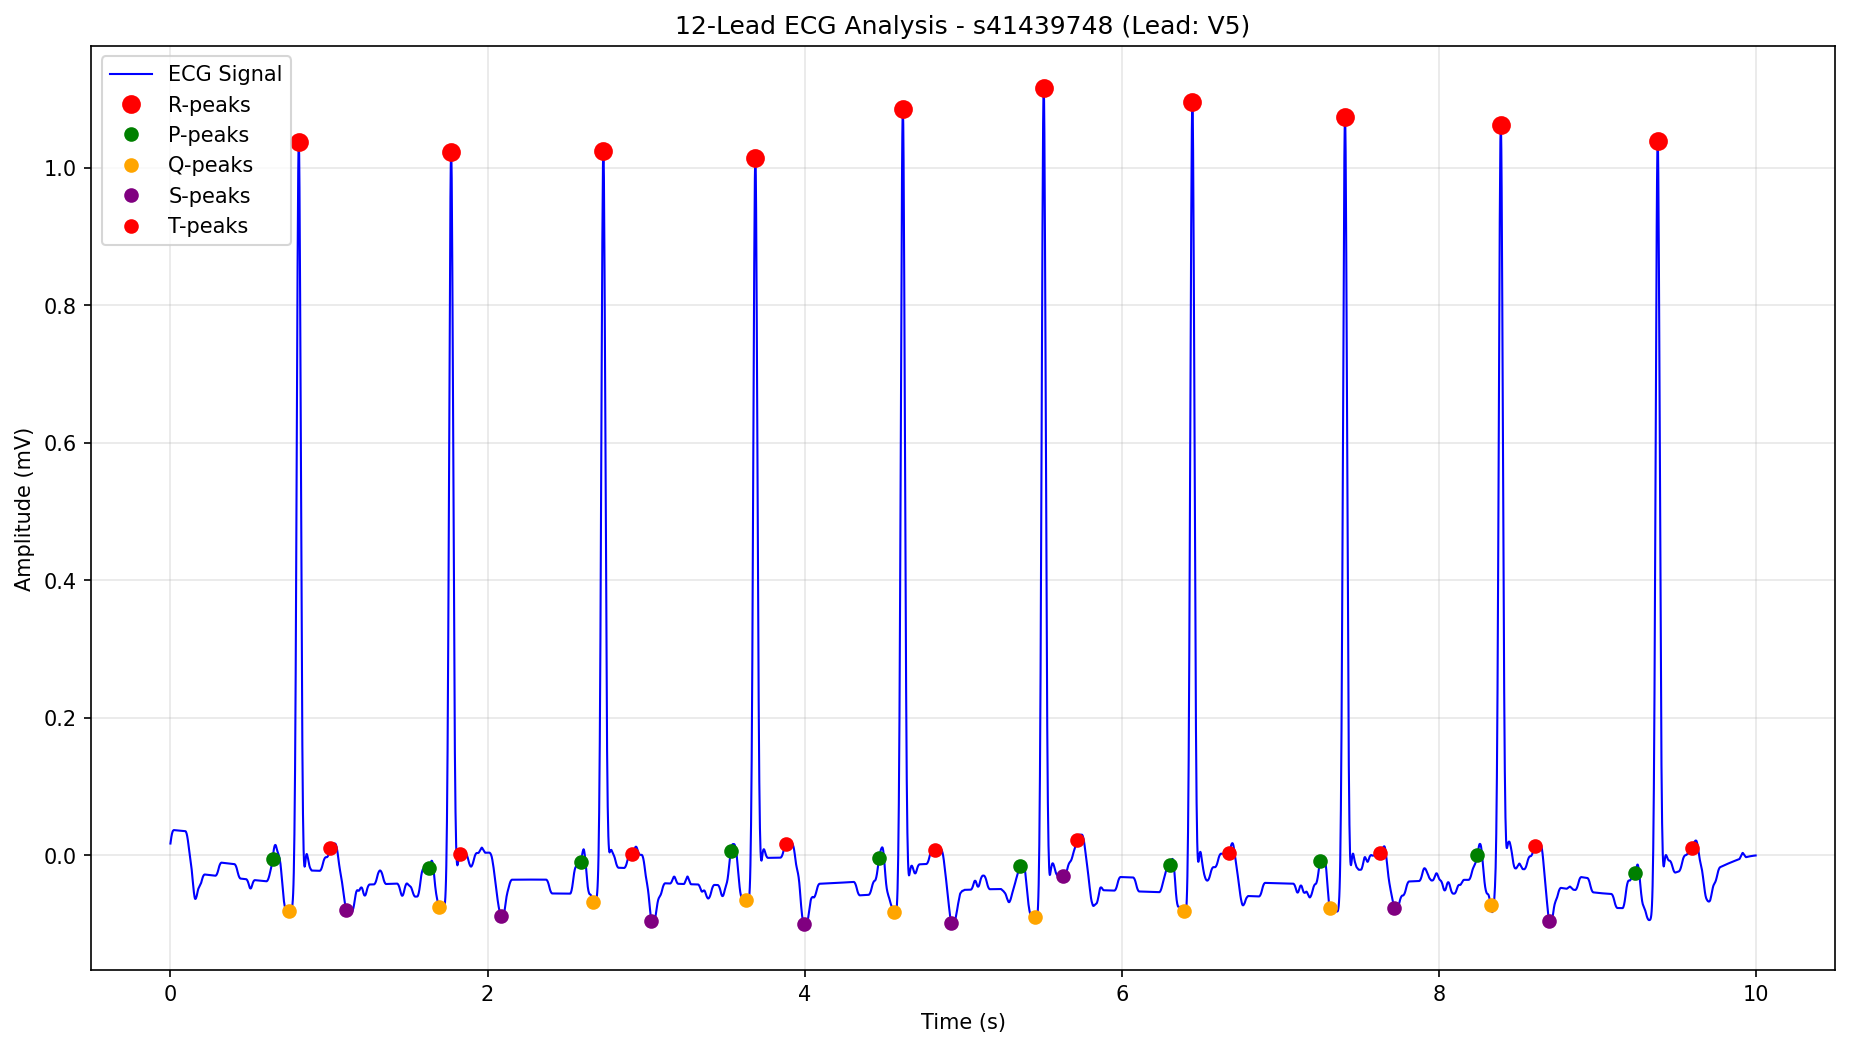 12-Lead ECG Analysis - s41439748 (Lead: V5)
ECG Signal
R-peaks
P-peaks
Q-peaks
S-peaks
T-peaks
Amplitude (mV)
1.0
0.8
0.6
0.4
0.2
0.0
0
2
4
6
8
10
Time (s)